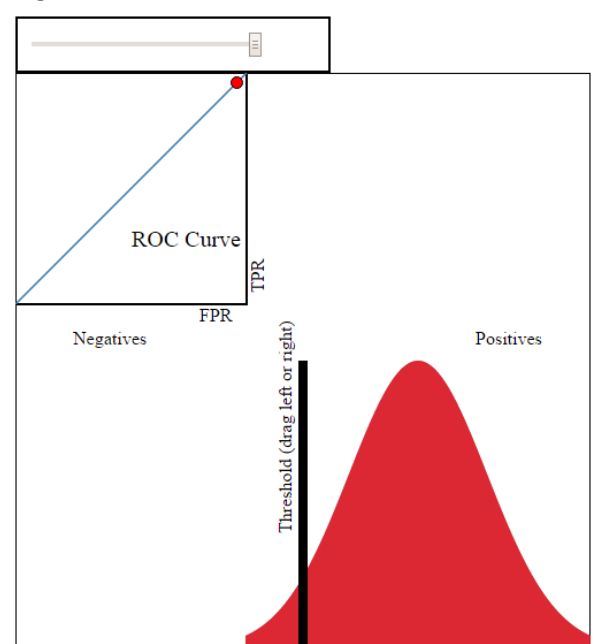 ROC Curve
TPR
FPR
Negatives
Positives
Threshold (drag left or right)